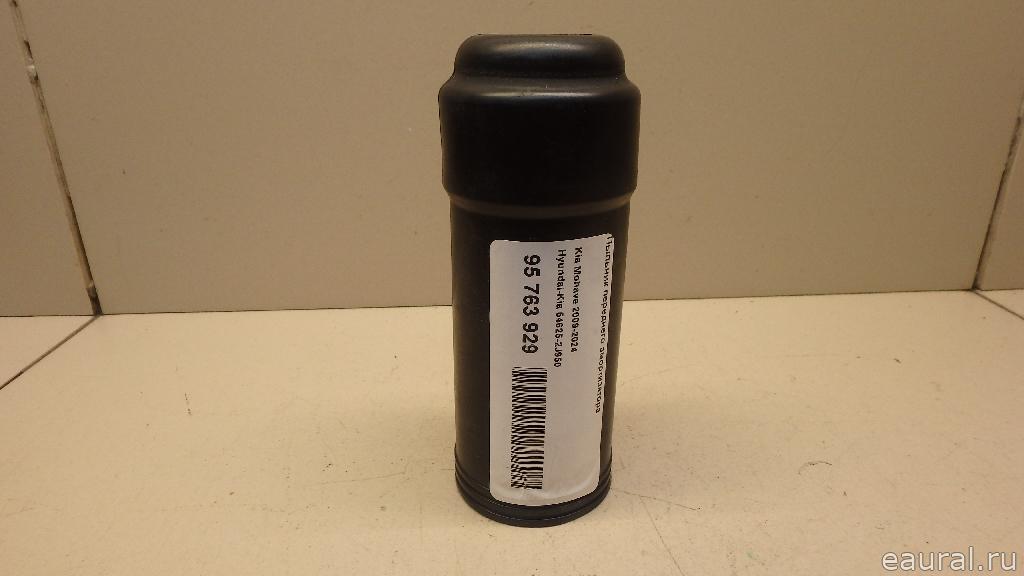 Пыльник переднего амортизатора
Kia Mohave 2009-2024
Hyundai-Kia 54625-2J950
95 763 929
eaural.ru